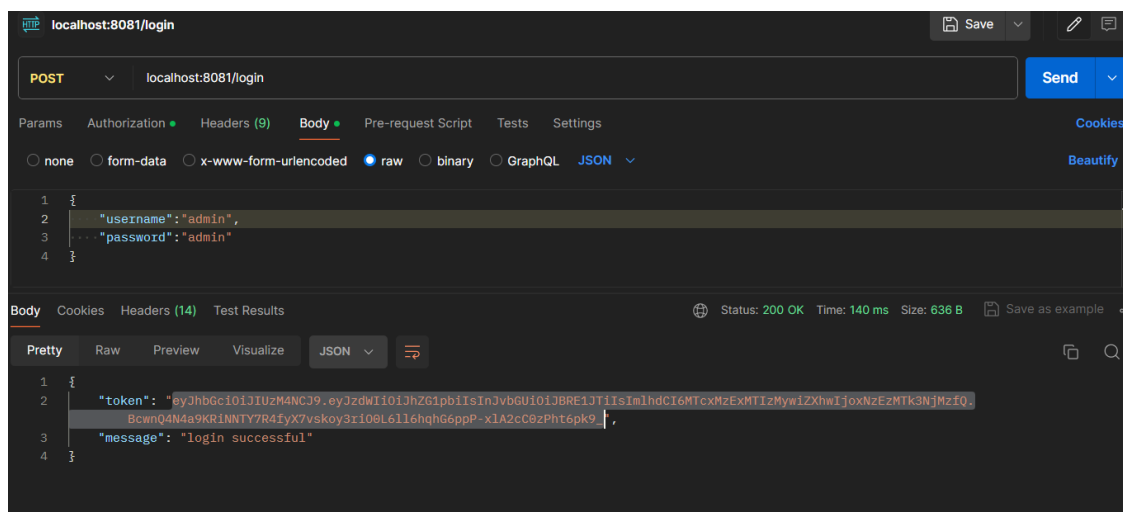 HTTP localhost:8081/login
Save
POST localhost:8081/login Send
Params Authorization Headers (9) Body Pre-request Script Tests Settings Cookies
none form-data x-www-form-urlencoded raw binary GraphQL JSON Beautify
1 {
2 ····"username":"admin",
3 ····"password":"admin"
4 }
Body Cookies Headers (14) Test Results Status: 200 OK Time: 140 ms Size: 636 B Save as example
Pretty Raw Preview Visualize JSON
1 {
2 "token": "eyJhbGciOiJIUzM4NCJ9.eyJzdWIiOiJhZG1pbiIsInJvbGUiOiJBRE1JTiIsImlhdCI6MTcxMzExMTIzMywiZXhwIjoxNzEzMTk3NjMzfQ.
BcwnQ4N4a9KRiNNTY7R4fyX7vskoy3riO0L6ll6hqhG6ppP-xlA2cC0zPht6pk9_",
3 "message": "login successful"
4 }